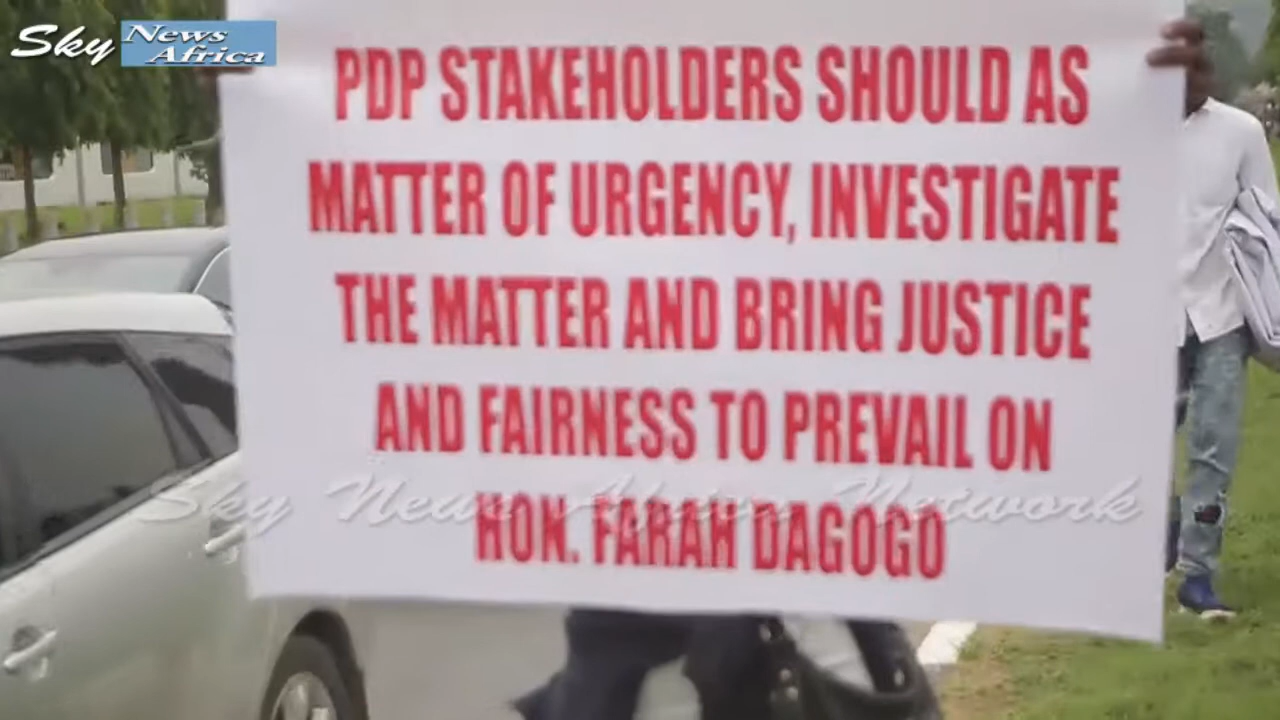 Sky News Africa
PDP STAKEHOLDERS SHOULD AS
MATTER OF URGENCY, INVESTIGATE
THE MATTER AND BRING JUSTICE
AND FAIRNESS TO PREVAIL ON
Sky News Africa Network
HON. FARAH DAGOGO